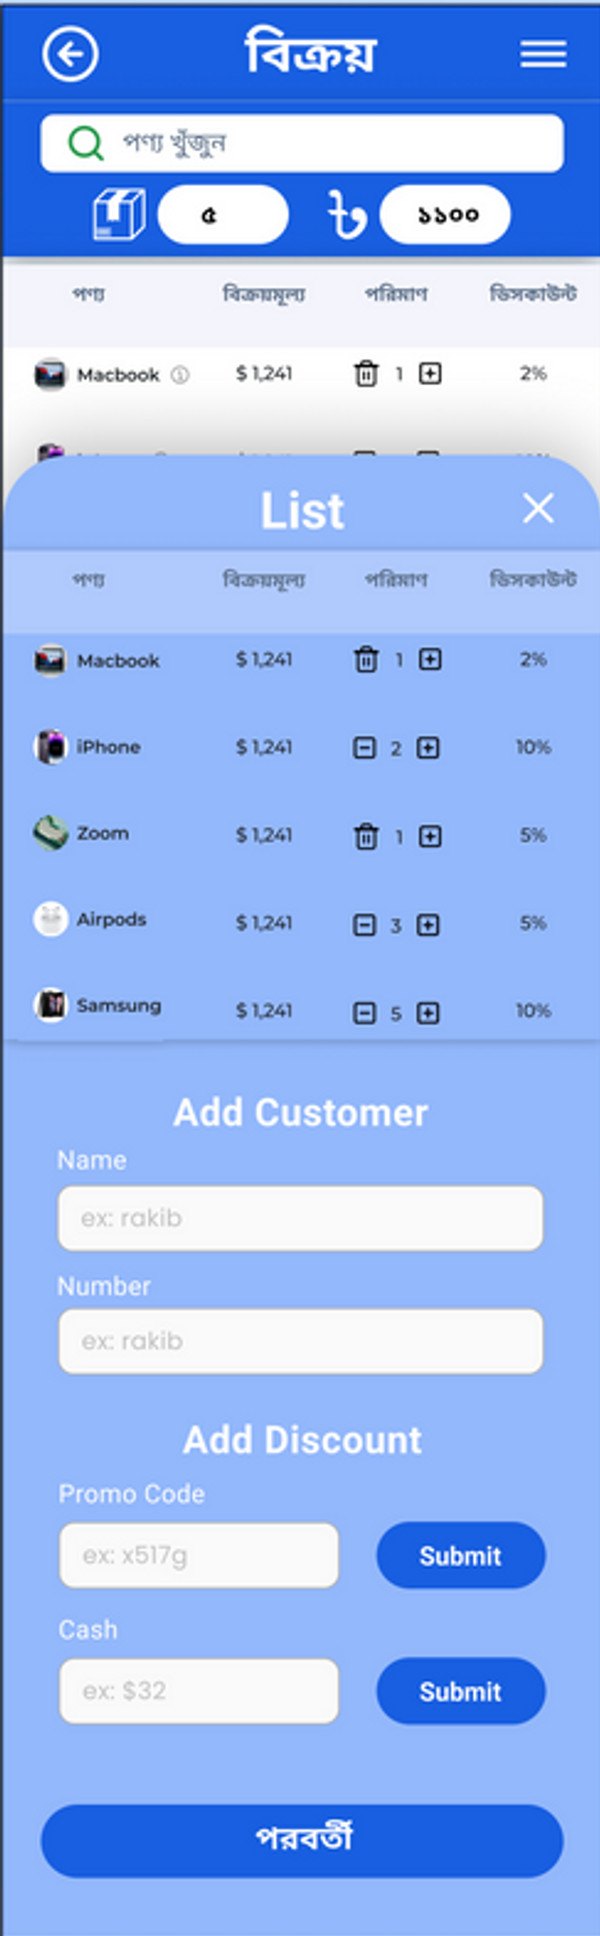 বিক্রয়
পণ্য খুঁজুন
৫ ৳ ১১০০
পণ্য বিক্রয়মূল্য পরিমাণ ডিসকাউন্ট
Macbook $ 1,241 1 2%
List
পণ্য বিক্রয়মূল্য পরিমাণ ডিসকাউন্ট
Macbook $ 1,241 1 2%
iPhone $ 1,241 2 10%
Zoom $ 1,241 1 5%
Airpods $ 1,241 3 5%
Samsung $ 1,241 5 10%
Add Customer
Name
ex: rakib
Number
ex: rakib
Add Discount
Promo Code
ex: x517g Submit
Cash
ex: $32 Submit
পরবর্তী